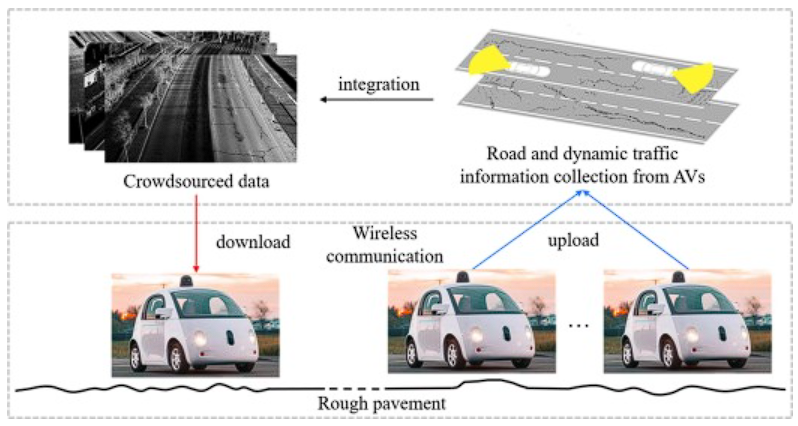 integration
Crowdsourced data
Road and dynamic traffic
information collection from AVs
download
Wireless
communication
upload
...
Rough pavement